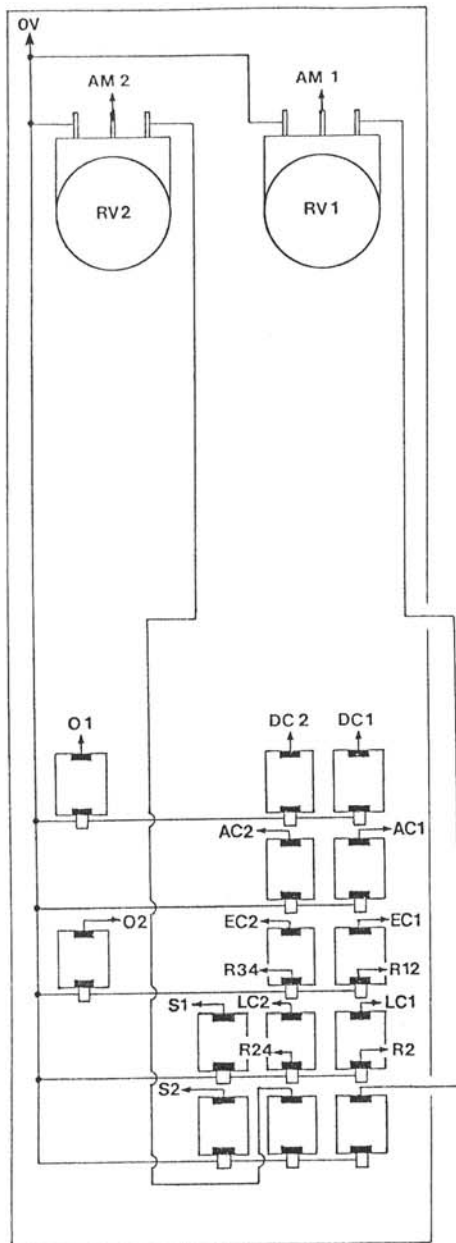 0V
AM 2 AM 1
RV2 RV1
O1 DC 2 DC1
AC2 AC1
O2 EC2 EC1
R34 R12
S1 LC2 LC1
R24 R2
S2